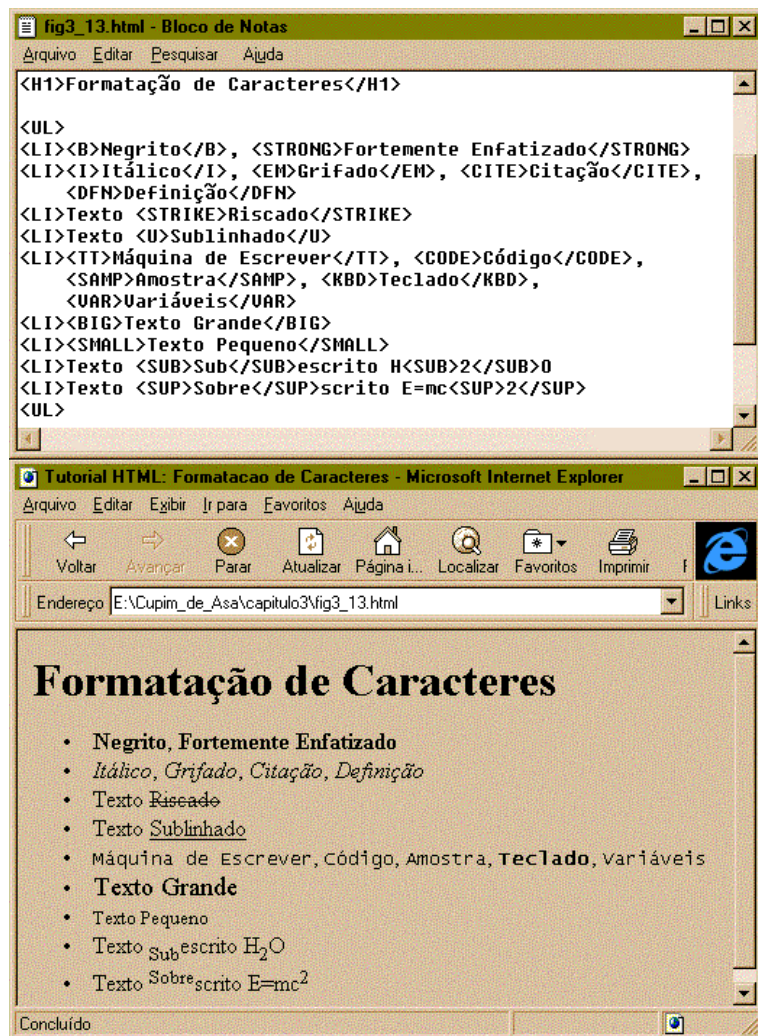 fig3_13.html - Bloco de Notas
Arquivo Editar Pesquisar Ajuda
<H1>Formatação de Caracteres</H1>
<UL>
<LI><B>Negrito</B>, <STRONG>Fortemente Enfatizado</STRONG>
<LI><I>Itálico</I>, <EM>Grifado</EM>, <CITE>Citação</CITE>,
<DFN>Definição</DFN>
<LI>Texto <STRIKE>Riscado</STRIKE>
<LI>Texto <U>Sublinhado</U>
<LI><TT>Máquina de Escrever</TT>, <CODE>Código</CODE>,
<SAMP>Amostra</SAMP>, <KBD>Teclado</KBD>,
<VAR>Variáveis</VAR>
<LI><BIG>Texto Grande</BIG>
<LI><SMALL>Texto Pequeno</SMALL>
<LI>Texto <SUB>Sub</SUB>escrito H<SUB>2</SUB>O
<LI>Texto <SUP>Sobre</SUP>scrito E=mc<SUP>2</SUP>
<UL>
Tutorial HTML: Formatacao de Caracteres - Microsoft Internet Explorer
Arquivo Editar Exibir Ir para Favoritos Ajuda
Voltar Avançar Parar Atualizar Página i... Localizar Favoritos Imprimir F
Endereço E:\Cupim_de_Asa\capitulo3\fig3_13.html Links
Formatação de Caracteres
• Negrito, Fortemente Enfatizado
• Itálico, Grifado, Citação, Definição
• Texto Riscado
• Texto Sublinhado
• Máquina de Escrever, Código, Amostra, Teclado, Variáveis
• Texto Grande
• Texto Pequeno
• Texto Subescrito H2O
• Texto Sobrescrito E=mc2
Concluído